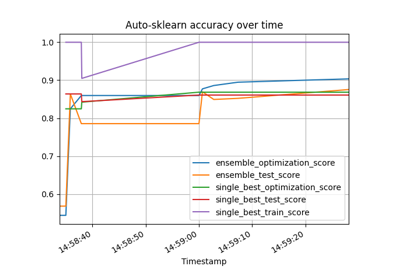 Auto-sklearn accuracy over time
1.0
0.9
0.8
0.7
0.6
ensemble_optimization_score
ensemble_test_score
single_best_optimization_score
single_best_test_score
single_best_train_score
14:58:40
14:58:50
14:59:00
14:59:10
14:59:20
Timestamp